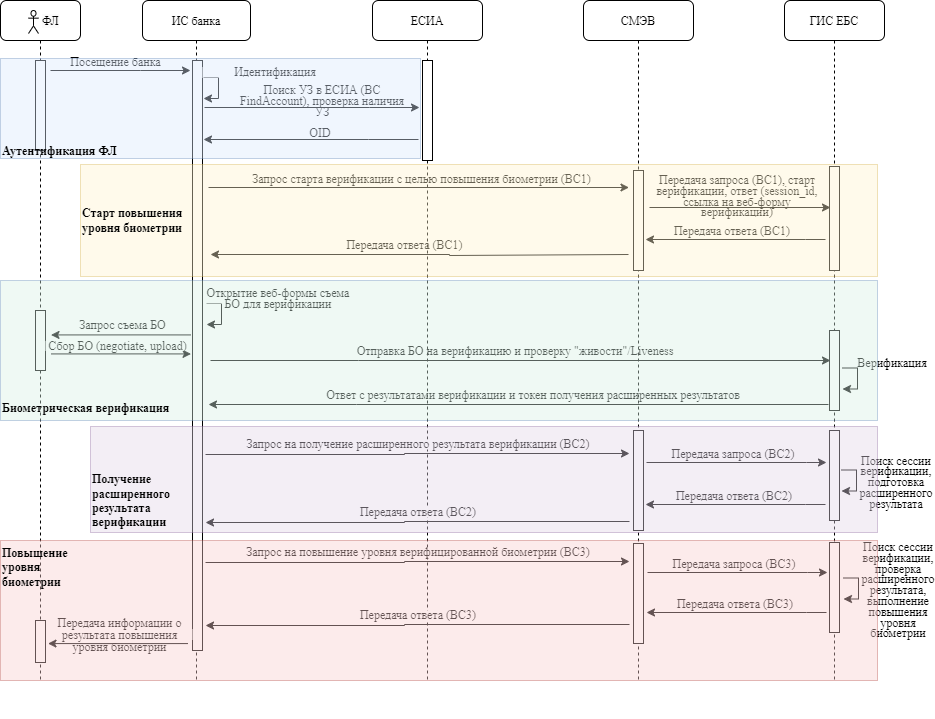 ФЛ
ИС банка
ЕСИА
СМЭВ
ГИС ЕБС
Посещение банка
Идентификация
Поиск УЗ в ЕСИА (ВС
FindAccount), проверка наличия
УЗ
OID
Аутентификация ФЛ
Запрос старта верификации с целью повышения биометрии (ВС1)
Передача запроса (ВС1), старт
верификации, ответ (session_id,
ссылка на веб-форму
верификации)
Старт повышения
уровня биометрии
Передача ответа (ВС1)
Передача ответа (ВС1)
Открытие веб-формы съема
БО для верификации
Запрос съема БО
Сбор БО (negotiate, upload)
Отправка БО на верификацию и проверку "живости"/Liveness
Верификация
Ответ с результатами верификации и токен получения расширенных результатов
Биометрическая верификация
Запрос на получение расширенного результата верификации (ВС2)
Передача запроса (ВС2)
Поиск сессии
верификации,
подготовка
расширенного
результата
Получение
расширенного
результата
верификации
Передача ответа (ВС2)
Передача ответа (ВС2)
Повышение
уровня
биометрии
Запрос на повышение уровня верифицированной биометрии (ВС3)
Передача запроса (ВС3)
Поиск сессии
верификации,
проверка
расширенного
результата,
выполнение
повышения
уровня
биометрии
Передача ответа (ВС3)
Передача ответа (ВС3)
Передача информации о
результата повышения
уровня биометрии